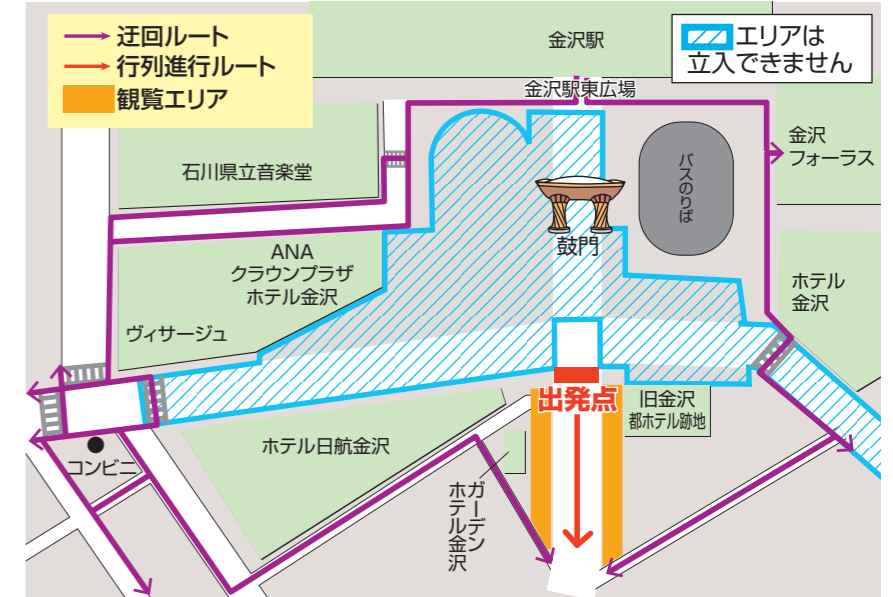 迂回ルート
行列進行ルート
観覧エリア
金沢駅
エリアは
立入できません
金沢駅東広場
石川県立音楽堂
バスのりば
金沢
フォーラス
鼓門
ANA
クラウンプラザ
ホテル金沢
ホテル
金沢
ヴィサージュ
出発点
旧金沢
都ホテル跡地
ホテル日航金沢
コンビニ
ガーデン
ホテル金沢